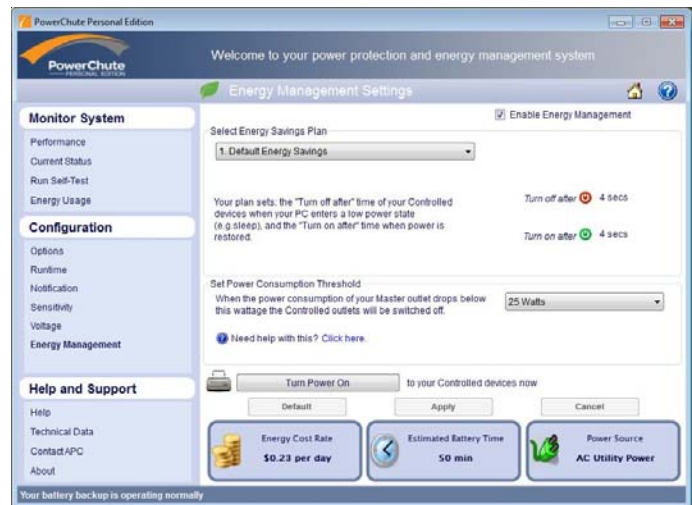 PowerChute Personal Edition
PowerChute
PERSONAL EDITION
Welcome to your power protection and energy management system
Energy Management Settings
Monitor System
Performance
Current Status
Run Self-Test
Energy Usage
Configuration
Options
Runtime
Notification
Sensitivity
Voltage
Energy Management
Help and Support
Help
Technical Data
Contact APC
About
Enable Energy Management
Select Energy Savings Plan
1. Default Energy Savings
Your plan sets: the "Turn off after" time of your Controlled
devices when your PC enters a low power state
(e.g.sleep), and the "Turn on after" time when power is
restored.
Turn off after 4 secs
Turn on after 4 secs
Set Power Consumption Threshold
When the power consumption of your Master outlet drops below
this wattage the Controlled outlets will be switched off.
25 Watts
Need help with this? Click here.
Turn Power On to your Controlled devices now
Default Apply Cancel
Energy Cost Rate
$0.23 per day
Estimated Battery Time
50 min
Power Source
AC Utility Power
Your battery backup is operating normally